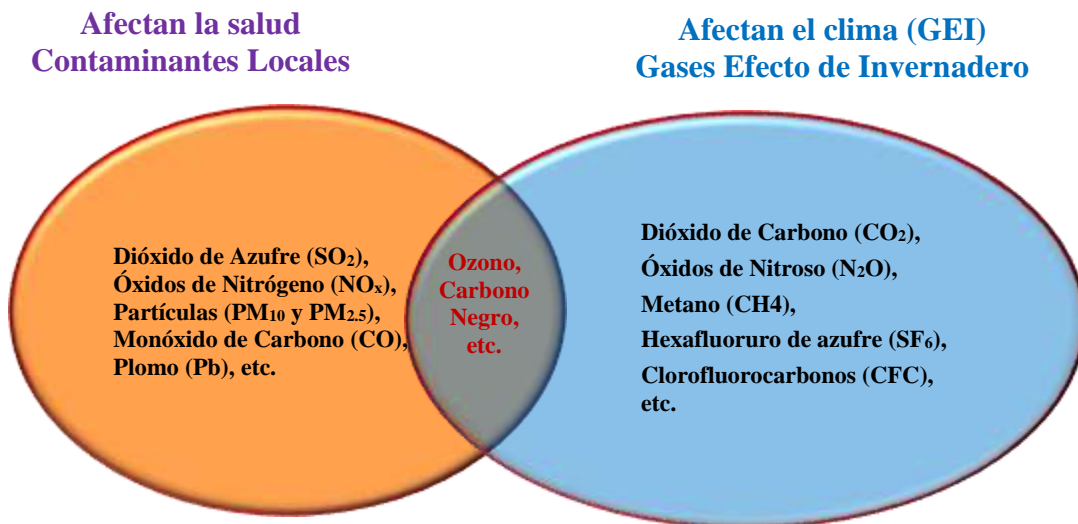 Afectan la salud
Contaminantes Locales
Afectan el clima (GEI)
Gases Efecto de Invernadero
Dióxido de Azufre (SO₂),
Óxidos de Nitrógeno (NOₓ),
Partículas (PM₁₀ y PM₂.₅),
Monóxido de Carbono (CO),
Plomo (Pb), etc.
Ozono,
Carbono
Negro,
etc.
Dióxido de Carbono (CO₂),
Óxidos de Nitroso (N₂O),
Metano (CH4),
Hexafluoruro de azufre (SF₆),
Clorofluorocarbonos (CFC),
etc.